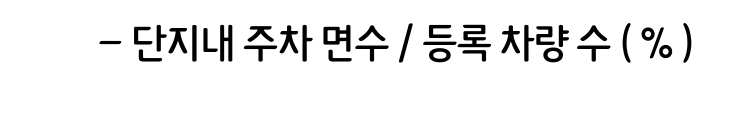 - 단지내 주차 면수 / 등록 차량 수 ( % )